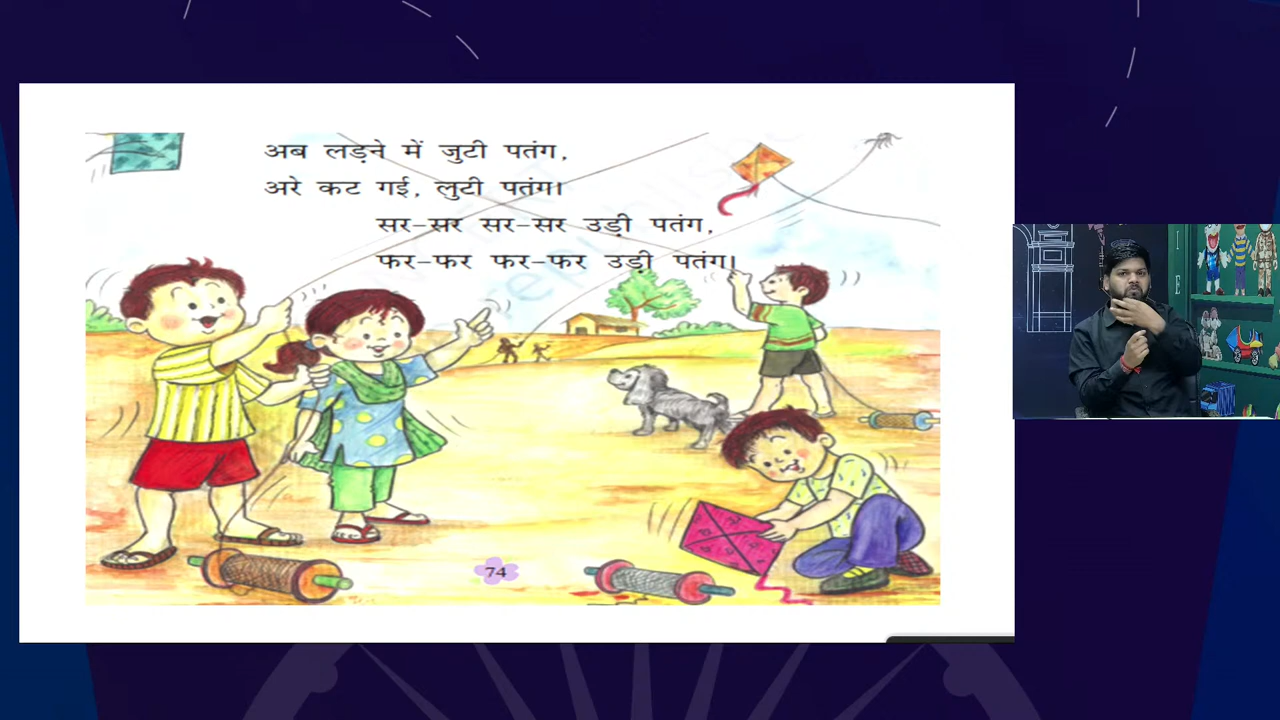 अब लड़ने में जुटी पतंग,
अरे कट गई, लुटी पतंग।
सर-सर सर-सर उड़ी पतंग,
फर-फर फर-फर उड़ी पतंग।
74
I
E